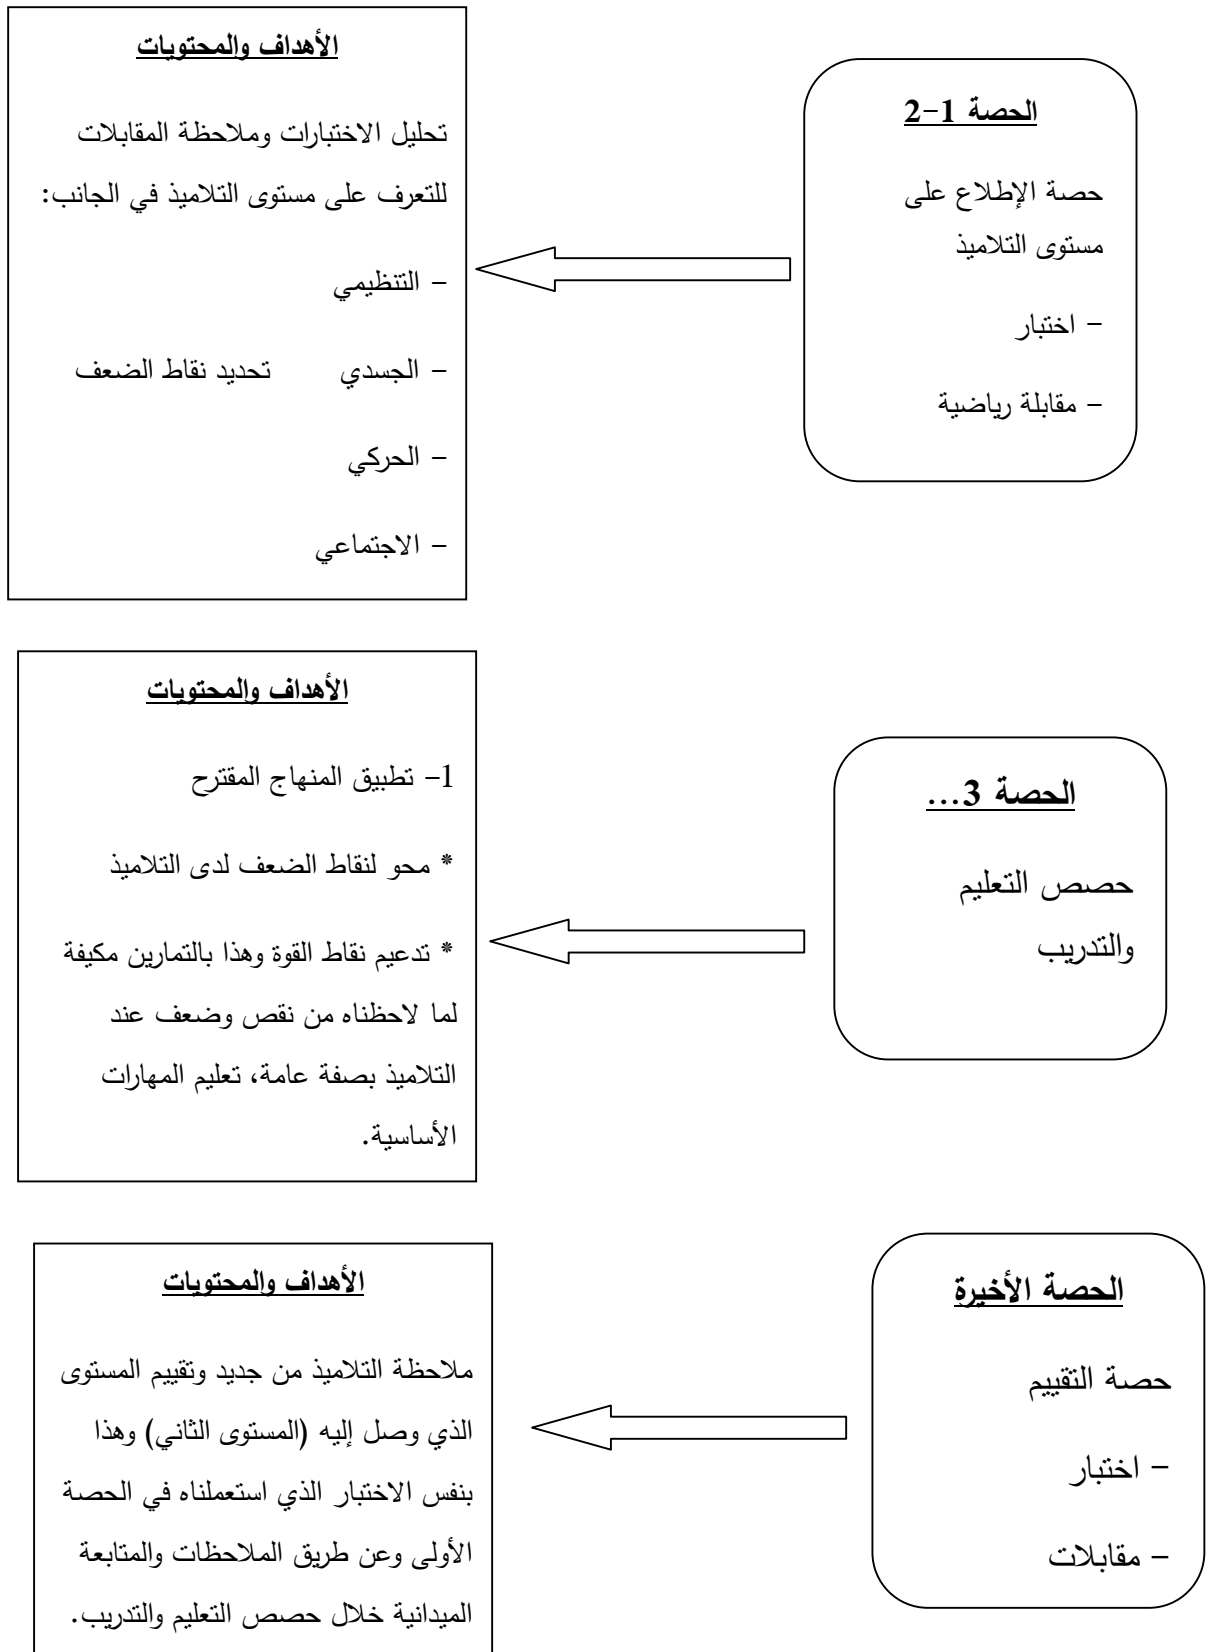 الحصة 1-2
حصة الإطلاع على
مستوى التلاميذ
- اختبار
- مقابلة رياضية
الأهداف والمحتويات
تحليل الاختبارات وملاحظة المقابلات
للتعرف على مستوى التلاميذ في الجانب:
- التنظيمي
- الجسدي تحديد نقاط الضعف
- الحركي
- الاجتماعي
الحصة 3...
حصص التعليم
والتدريب
الأهداف والمحتويات
1- تطبيق المنهاج المقترح
* محو لنقاط الضعف لدى التلاميذ
* تدعيم نقاط القوة وهذا بالتمارين مكيفة
لما لاحظناه من نقص وضعف عند
التلاميذ بصفة عامة، تعليم المهارات
الأساسية.
الحصة الأخيرة
حصة التقييم
- اختبار
- مقابلات
الأهداف والمحتويات
ملاحظة التلاميذ من جديد وتقييم المستوى
الذي وصل إليه (المستوى الثاني) وهذا
بنفس الاختبار الذي استعملناه في الحصة
الأولى وعن طريق الملاحظات والمتابعة
الميدانية خلال حصص التعليم والتدريب.